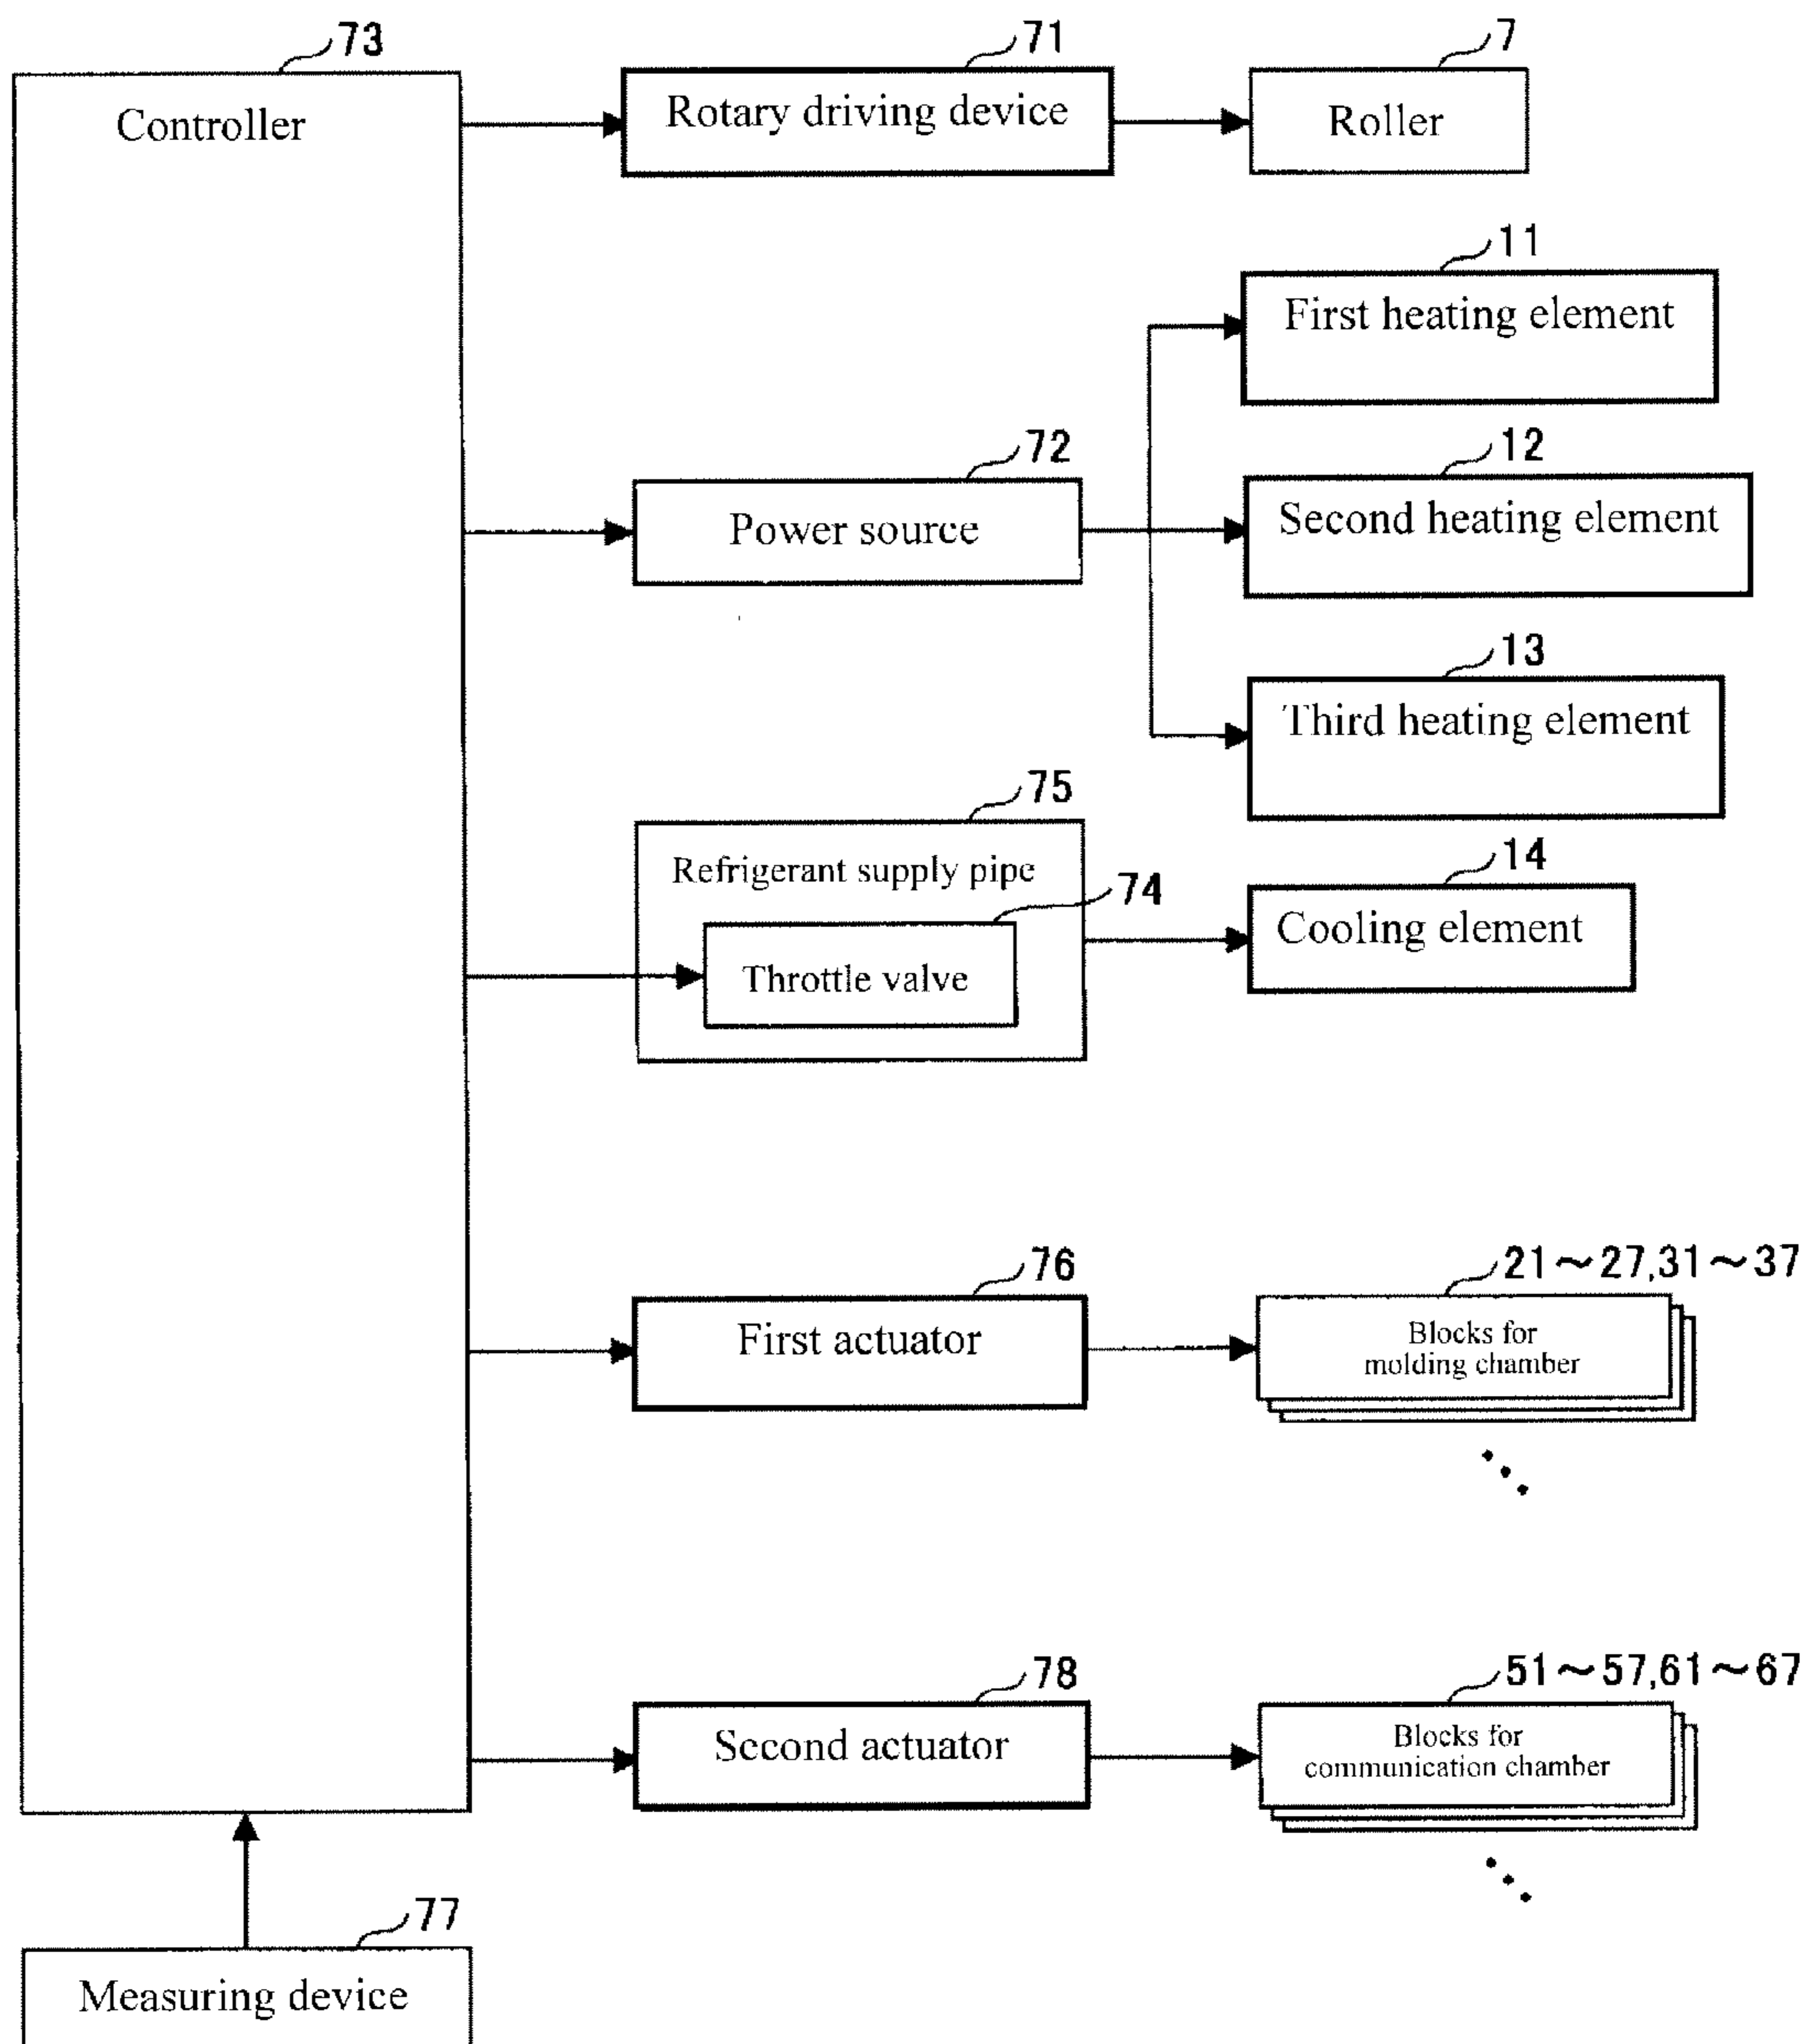 73
Controller
71
Rotary driving device
7
Roller
11
First heating element
72
Power source
12
Second heating element
13
Third heating element
75
Refrigerant supply pipe
74
Throttle valve
14
Cooling element
76
First actuator
21～27,31～37
Blocks for
molding chamber
78
Second actuator
51～57,61～67
Blocks for
communication chamber
77
Measuring device